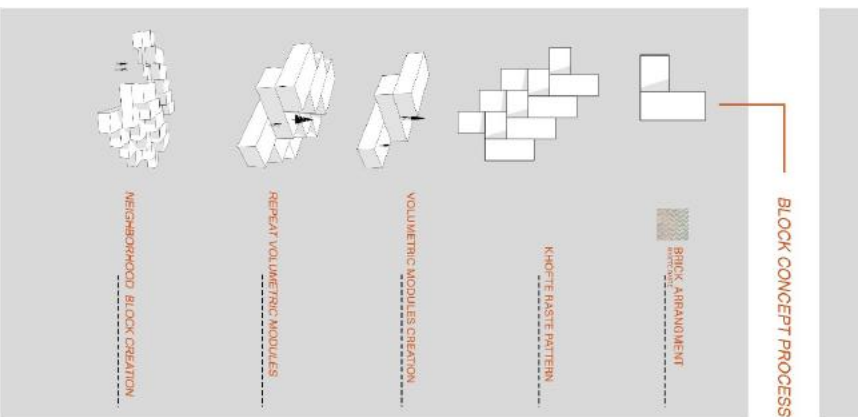 BLOCK CONCEPT PROCESS
BRICK ARRANGMENT
KHOFTE RASTE PATTERN
VOLUMETRIC MODULES CREATION
REPEAT VOLUMETRIC MODULES
NEIGHBORHOOD BLOCK CREATION